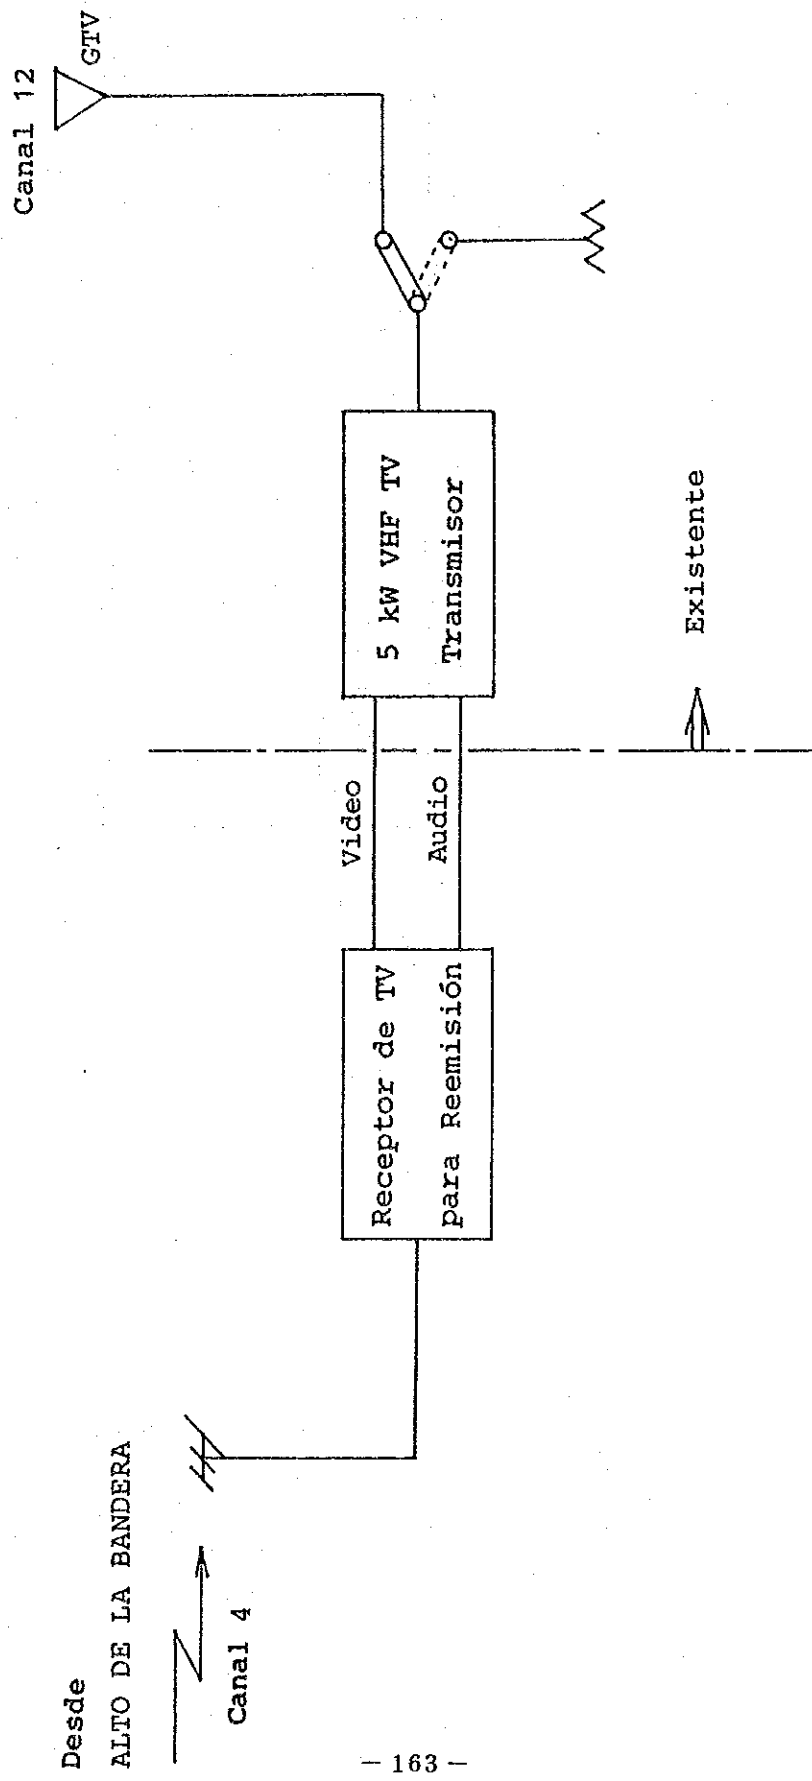 Desde
ALTO DE LA BANDERA
Canal 4
Receptor de TV
para Reemisión
Video
Audio
5 kW VHF TV
Transmisor
Canal 12
GTV
Existente
— 163 —